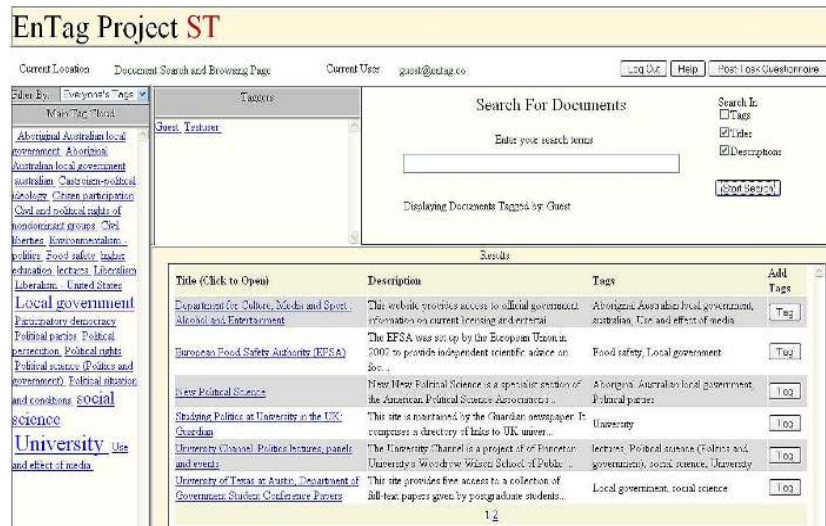 EnTag Project ST
Current Location Document Search and Browsing Page Current User guest@entag.co Log Out Help Post Task Questionnaire
Filter By: Everyone's Tags
Main Tag Cloud
Aboriginal Australian local
government Aboriginal
Australian local government
australian Castroism-political
ideology Citizen participation
Civil and political rights of
nondominant groups Civil
liberties Environmentalism -
politics Food safety higher
education lectures Liberalism
Liberalism - United States
Local government
Participatory democracy
Political parties Political
persecution Political rights
Political science (Politics and
government) Political situation
and conditions social
science
University Use
and effect of media
Taggers
Guest Testuser
Search For Documents
Enter your search terms
Displaying Documents Tagged by: Guest
Search In
Tags
Titles
Descriptions
Start Search
Results
Title (Click to Open) Description Tags Add
Tags
Department for Culture, Media and Sport : This website provides access to official government Aboriginal Australian local government,
Alcohol and Entertainment information on current licensing and entertai australian, Use and effect of media Tag
The EFSA was set up by the European Union in
European Food Safety Authority (EFSA) 2002 to provide independent scientific advice on Food safety, Local government Tag
foo...
New Political Science New New Political Science is a specialist section of Aboriginal Australian local government, Tag
the American Political Science Associations ... Political parties
Studying Politics at University in the UK: This site is maintained by the Guardian newspaper. It University Tag
Guardian comprises a directory of links to UK univer...
University Channel Politics lectures, panels The University Channel is a project of of Princeton lectures, Political science (Politics and Tag
and events University's Woodrow Wilson School of Public ... government), social science, University
University of Texas at Austin, Department of This site provides free access to a collection of Local government, social science Tag
Government Student Conference Papers full-text papers given by postgraduate students...
1 2